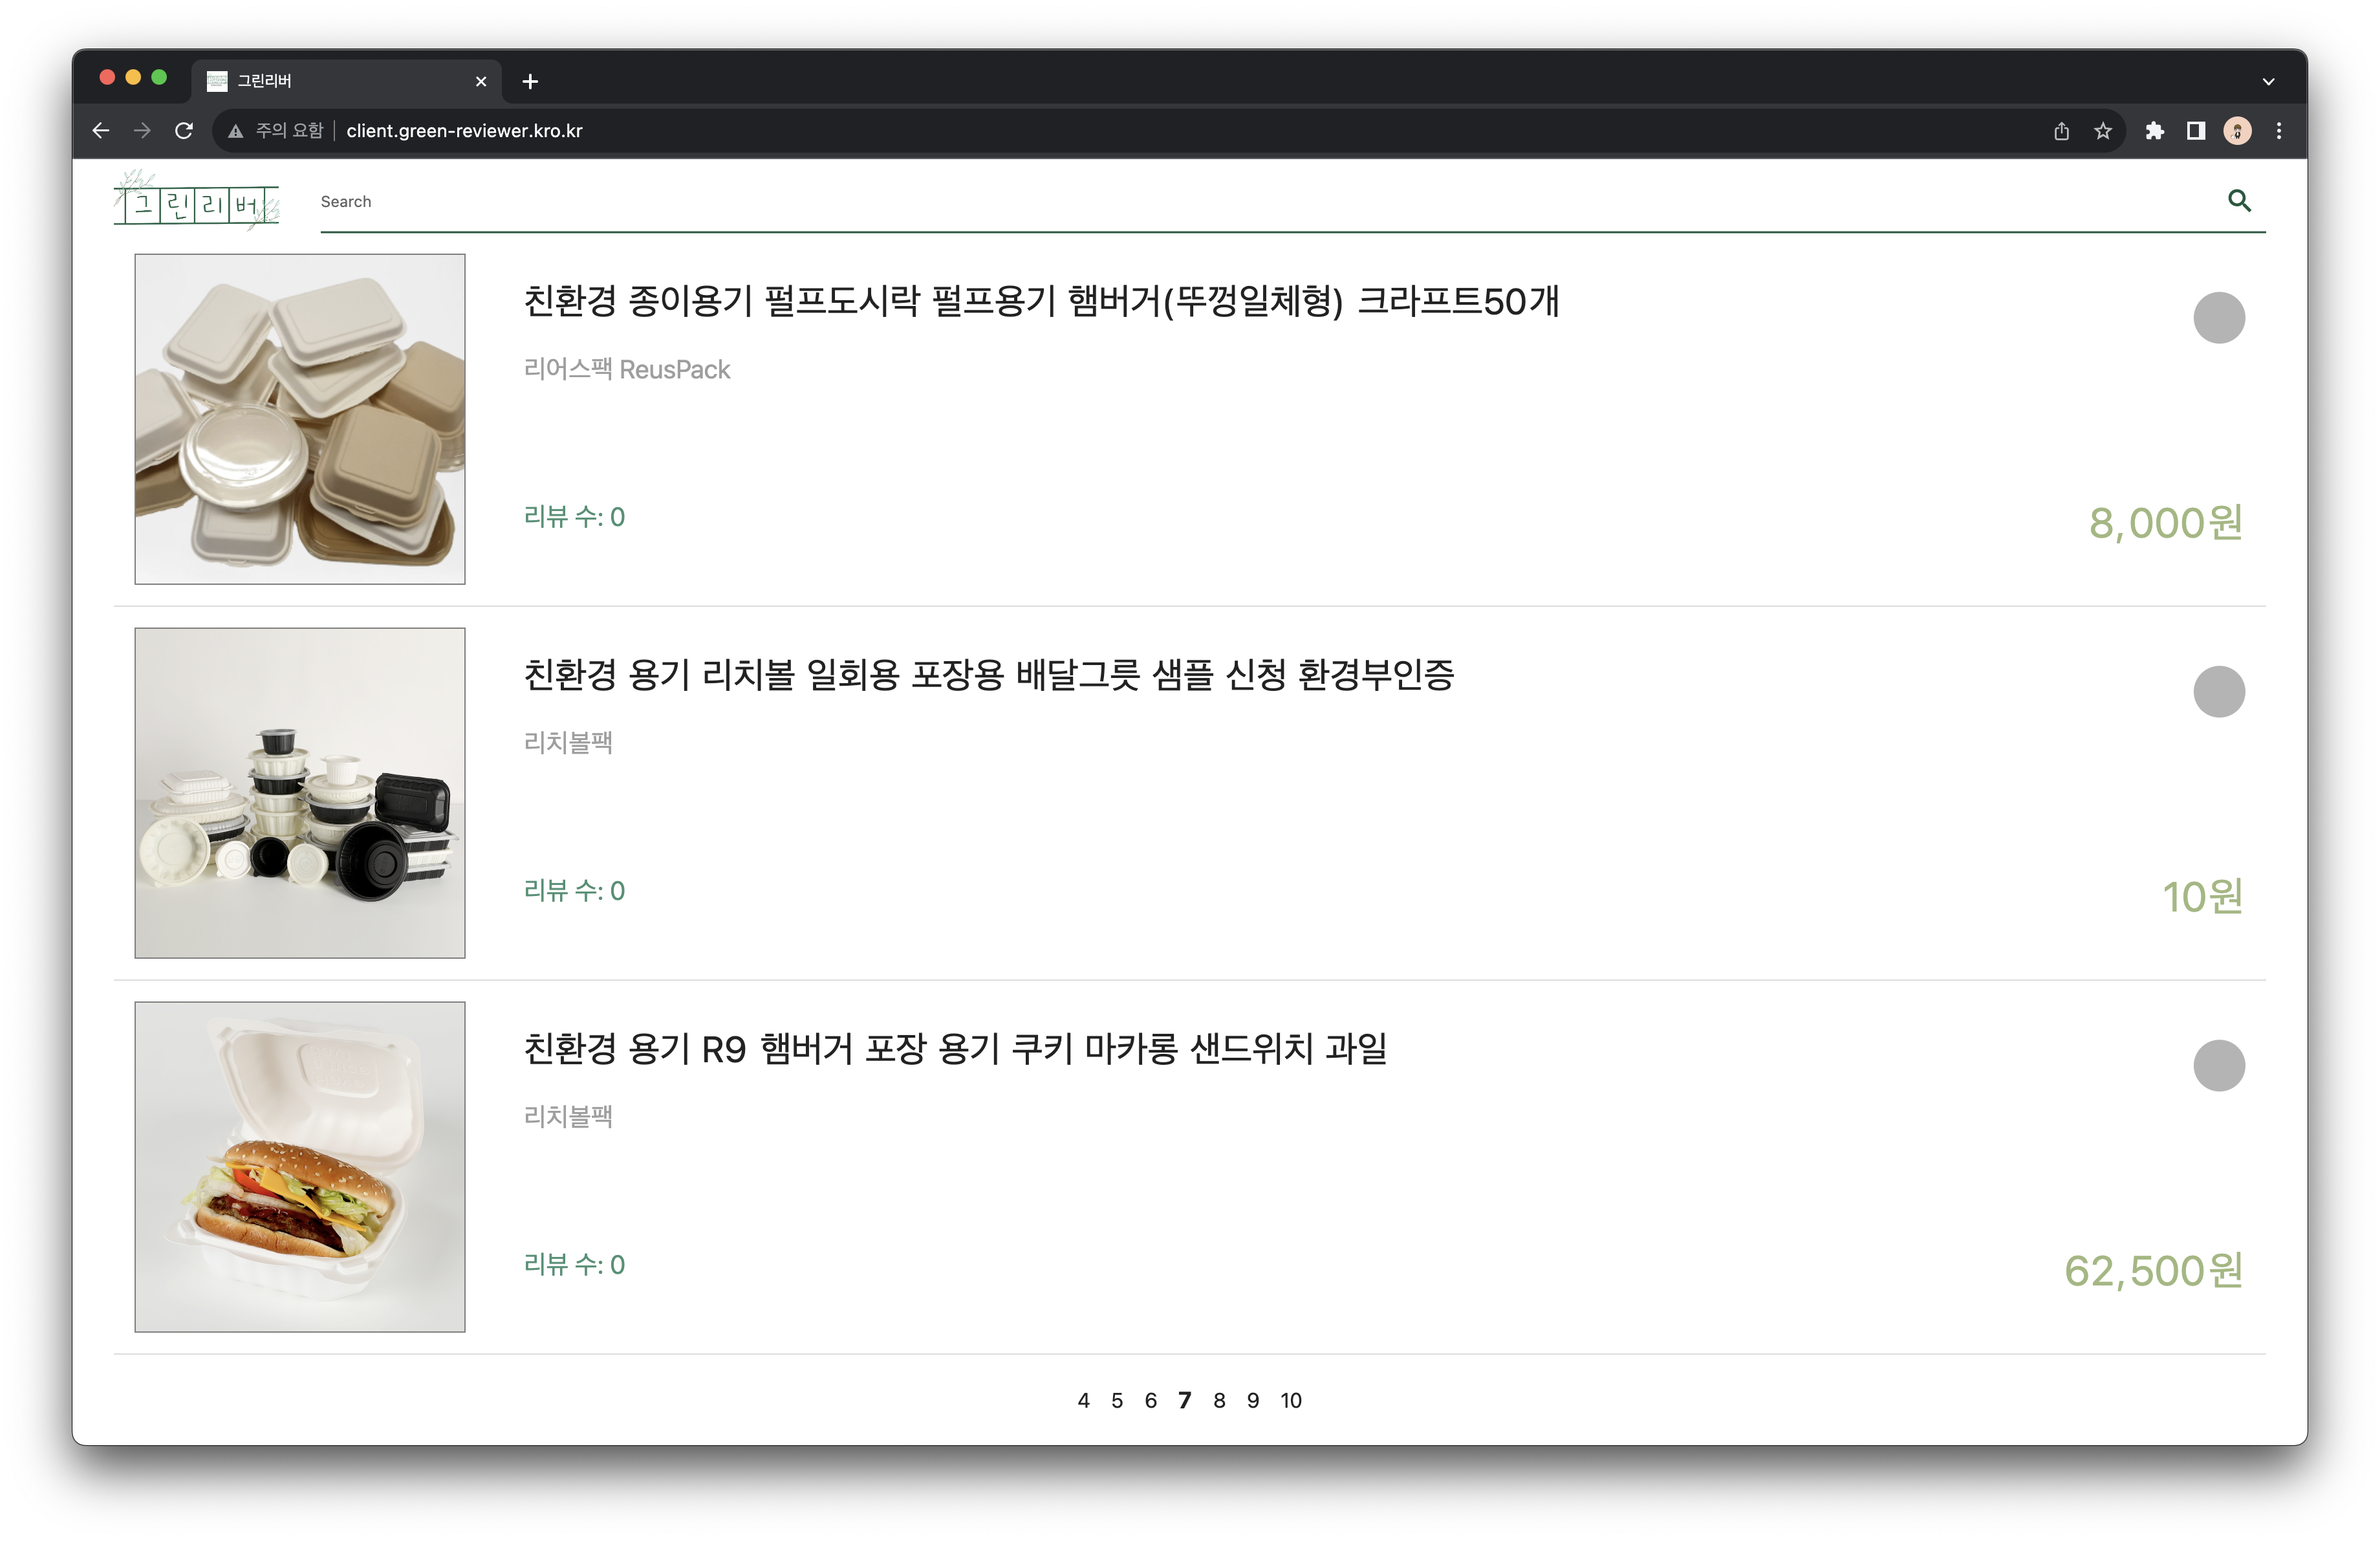 그린리버
주의 요함
client.green-reviewer.kro.kr
그린리버
Search
친환경 종이용기 펄프도시락 펄프용기 햄버거(뚜껑일체형) 크라프트50개
리어스팩 ReusPack
리뷰 수: 0
8,000원
친환경 용기 리치볼 일회용 포장용 배달그릇 샘플 신청 환경부인증
리치볼팩
리뷰 수: 0
10원
친환경 용기 R9 햄버거 포장 용기 쿠키 마카롱 샌드위치 과일
리치볼팩
리뷰 수: 0
62,500원
4 5 6 7 8 9 10